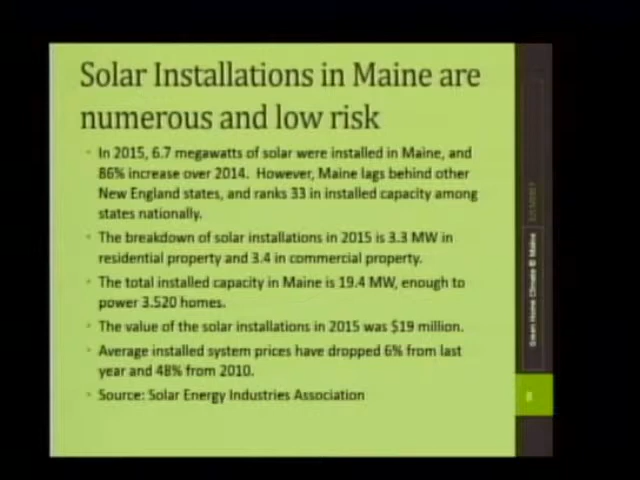 Solar Installations in Maine are
numerous and low risk
In 2015, 6.7 megawatts of solar were installed in Maine, and
86% increase over 2014. However, Maine lags behind other
New England states, and ranks 33 in installed capacity among
states nationally.
The breakdown of solar installations in 2015 is 3.3 MW in
residential property and 3.4 in commercial property.
The total installed capacity in Maine is 19.4 MW, enough to
power 3.520 homes.
The value of the solar installations in 2015 was $19 million.
Average installed system prices have dropped 6% from last
year and 48% from 2010.
Source: Solar Energy Industries Association
8